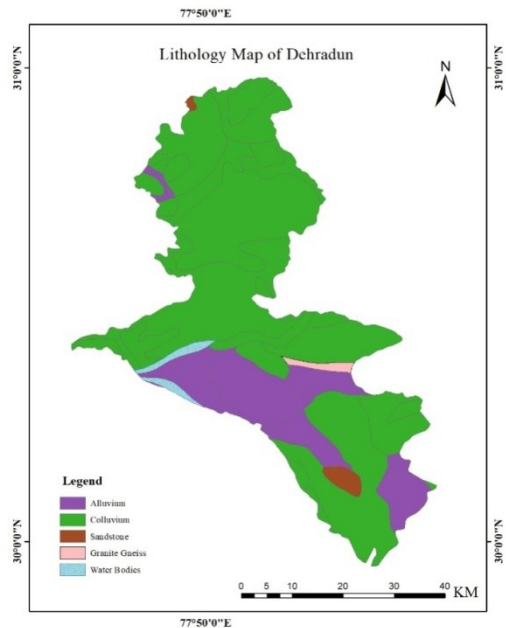 77°50'0"E
Lithology Map of Dehradun
31°0'0"N
31°0'0"N
N
Legend
Alluvium
Colluvium
Sandstone
Granite Gneiss
Water Bodies
30°0'0"N
30°0'0"N
0 5 10 20 30 40 KM
77°50'0"E